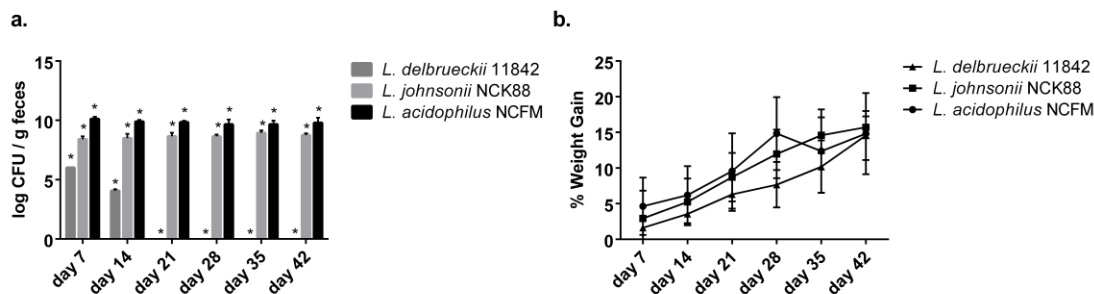 a.
log CFU / g feces
15
10
5
0
* * *
* * *
* * *
* * *
* * *
* * *
day 7
day 14
day 21
day 28
day 35
day 42
L. delbrueckii 11842
L. johnsonii NCK88
L. acidophilus NCFM
b.
% Weight Gain
25
20
15
10
5
0
day 7
day 14
day 21
day 28
day 35
day 42
L. delbrueckii 11842
L. johnsonii NCK88
L. acidophilus NCFM